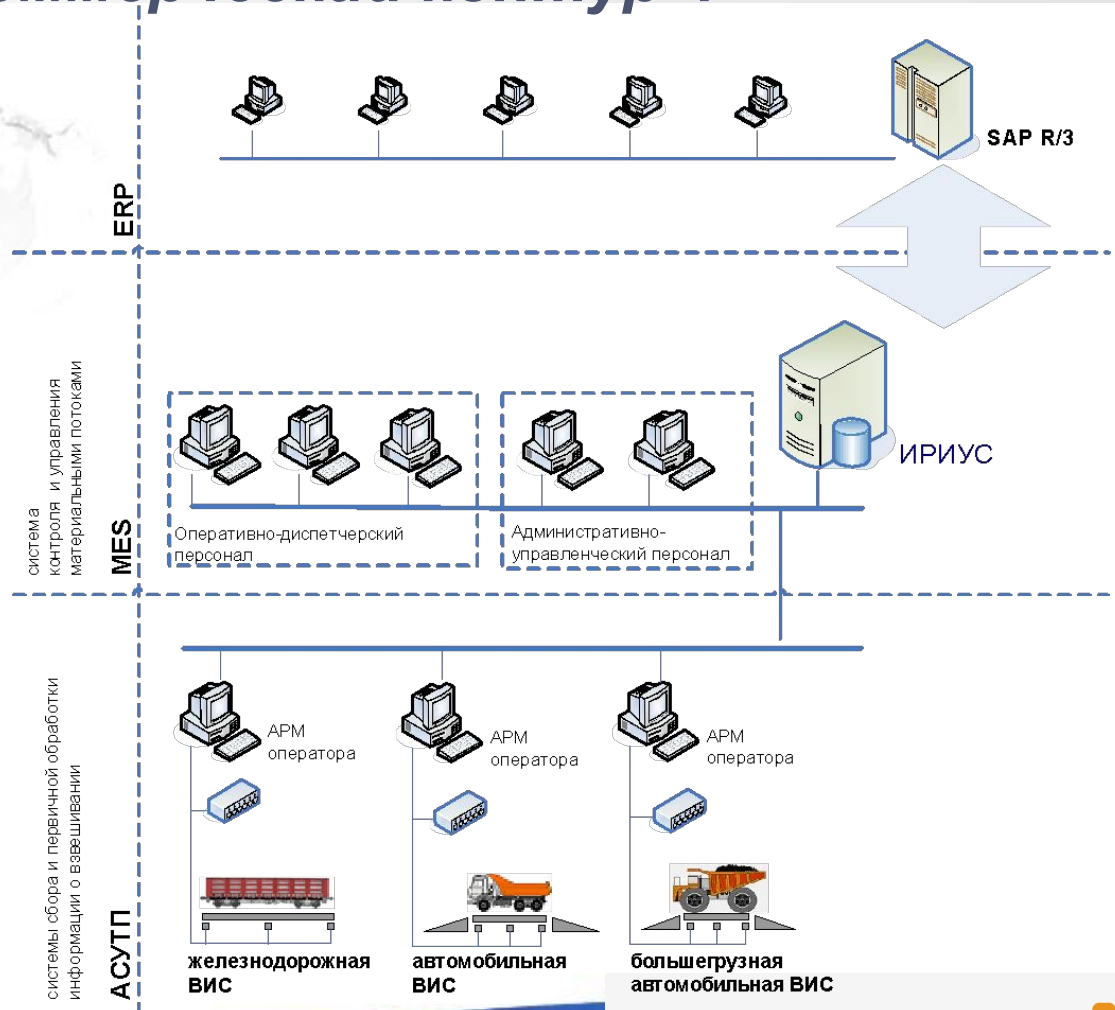 SAP R/3
ERP
ИРИУС
система
контроля и управления
материальными потоками
MES
Оперативно-диспетчерский
персонал
Административно-
управленческий персонал
АРМ
оператора
АРМ
оператора
АРМ
оператора
системы сбора и первичной обработки
информации о взвешивании
АСУТП
железнодорожная
ВИС
автомобильная
ВИС
большегрузная
автомобильная ВИС